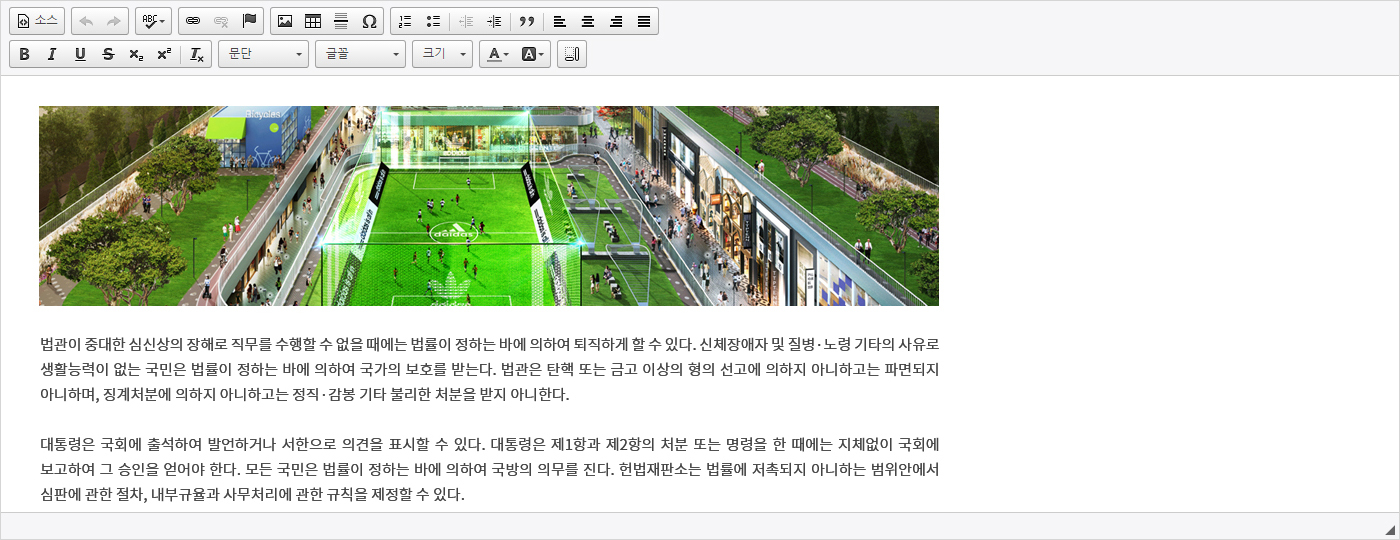 소스
ABC
Ω
B I U S x₂ x² Tx
문단
글꼴
크기
A
A
Bicycles
adidas
법관이 중대한 심신상의 장해로 직무를 수행할 수 없을 때에는 법률이 정하는 바에 의하여 퇴직하게 할 수 있다. 신체장애자 및 질병·노령 기타의 사유로
생활능력이 없는 국민은 법률이 정하는 바에 의하여 국가의 보호를 받는다. 법관은 탄핵 또는 금고 이상의 형의 선고에 의하지 아니하고는 파면되지
아니하며, 징계처분에 의하지 아니하고는 정직·감봉 기타 불리한 처분을 받지 아니한다.
대통령은 국회에 출석하여 발언하거나 서한으로 의견을 표시할 수 있다. 대통령은 제1항과 제2항의 처분 또는 명령을 한 때에는 지체없이 국회에
보고하여 그 승인을 얻어야 한다. 모든 국민은 법률이 정하는 바에 의하여 국방의 의무를 진다. 헌법재판소는 법률에 저촉되지 아니하는 범위안에서
심판에 관한 절차, 내부규율과 사무처리에 관한 규칙을 제정할 수 있다.